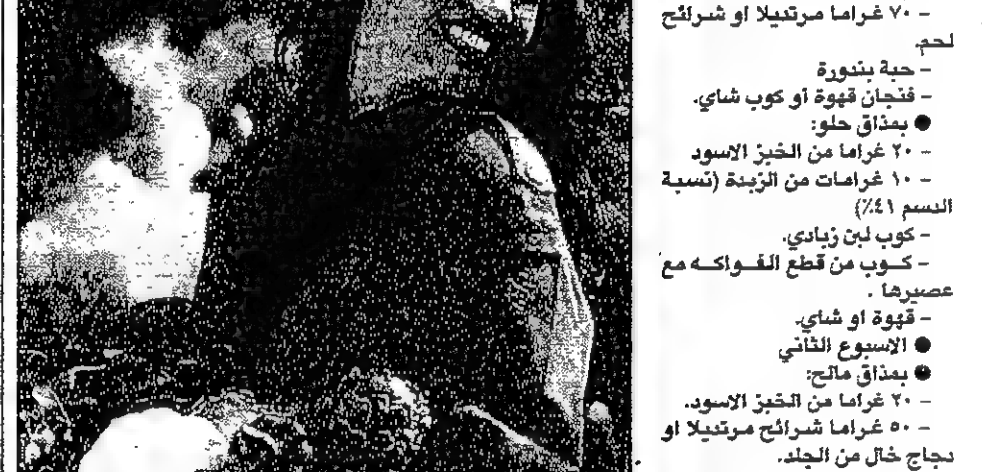 - ٧٠ غراما مرتديلا او شرائح
لحم.
- حبة بندورة
- فنجان قهوة أو كوب شاي.
● بمذاق حلو:
- ٢٠ غراما من الخبز الاسود
- ١٠ غرامات من الزبدة (نسبة
الدسم ٤١٪)
- كوب لبن زبادي.
- كوب من قطع الفواكه مع
عصيرها .
- قهوة او شاي.
● الاسبوع الثاني
● بمذاق مالح:
- ٢٠ غراما من الخبز الاسود.
- ٥٠ غراما شرائح مرتديلا او
دجاج خال من الجلد.